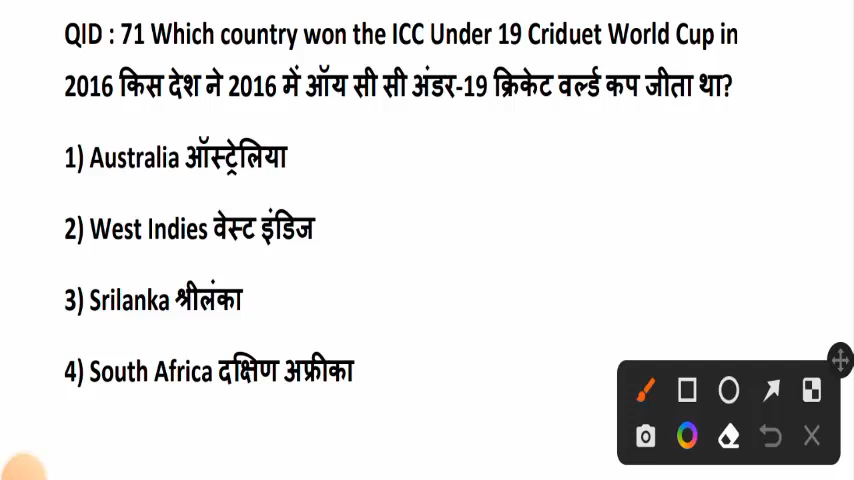 QID : 71 Which country won the ICC Under 19 Criduet World Cup in
2016 किस देश ने 2016 में ऑय सी सी अंडर-19 क्रिकेट वर्ल्ड कप जीता था?
1) Australia ऑस्ट्रेलिया
2) West Indies वेस्ट इंडिज
3) Srilanka श्रीलंका
4) South Africa दक्षिण अफ्रीका